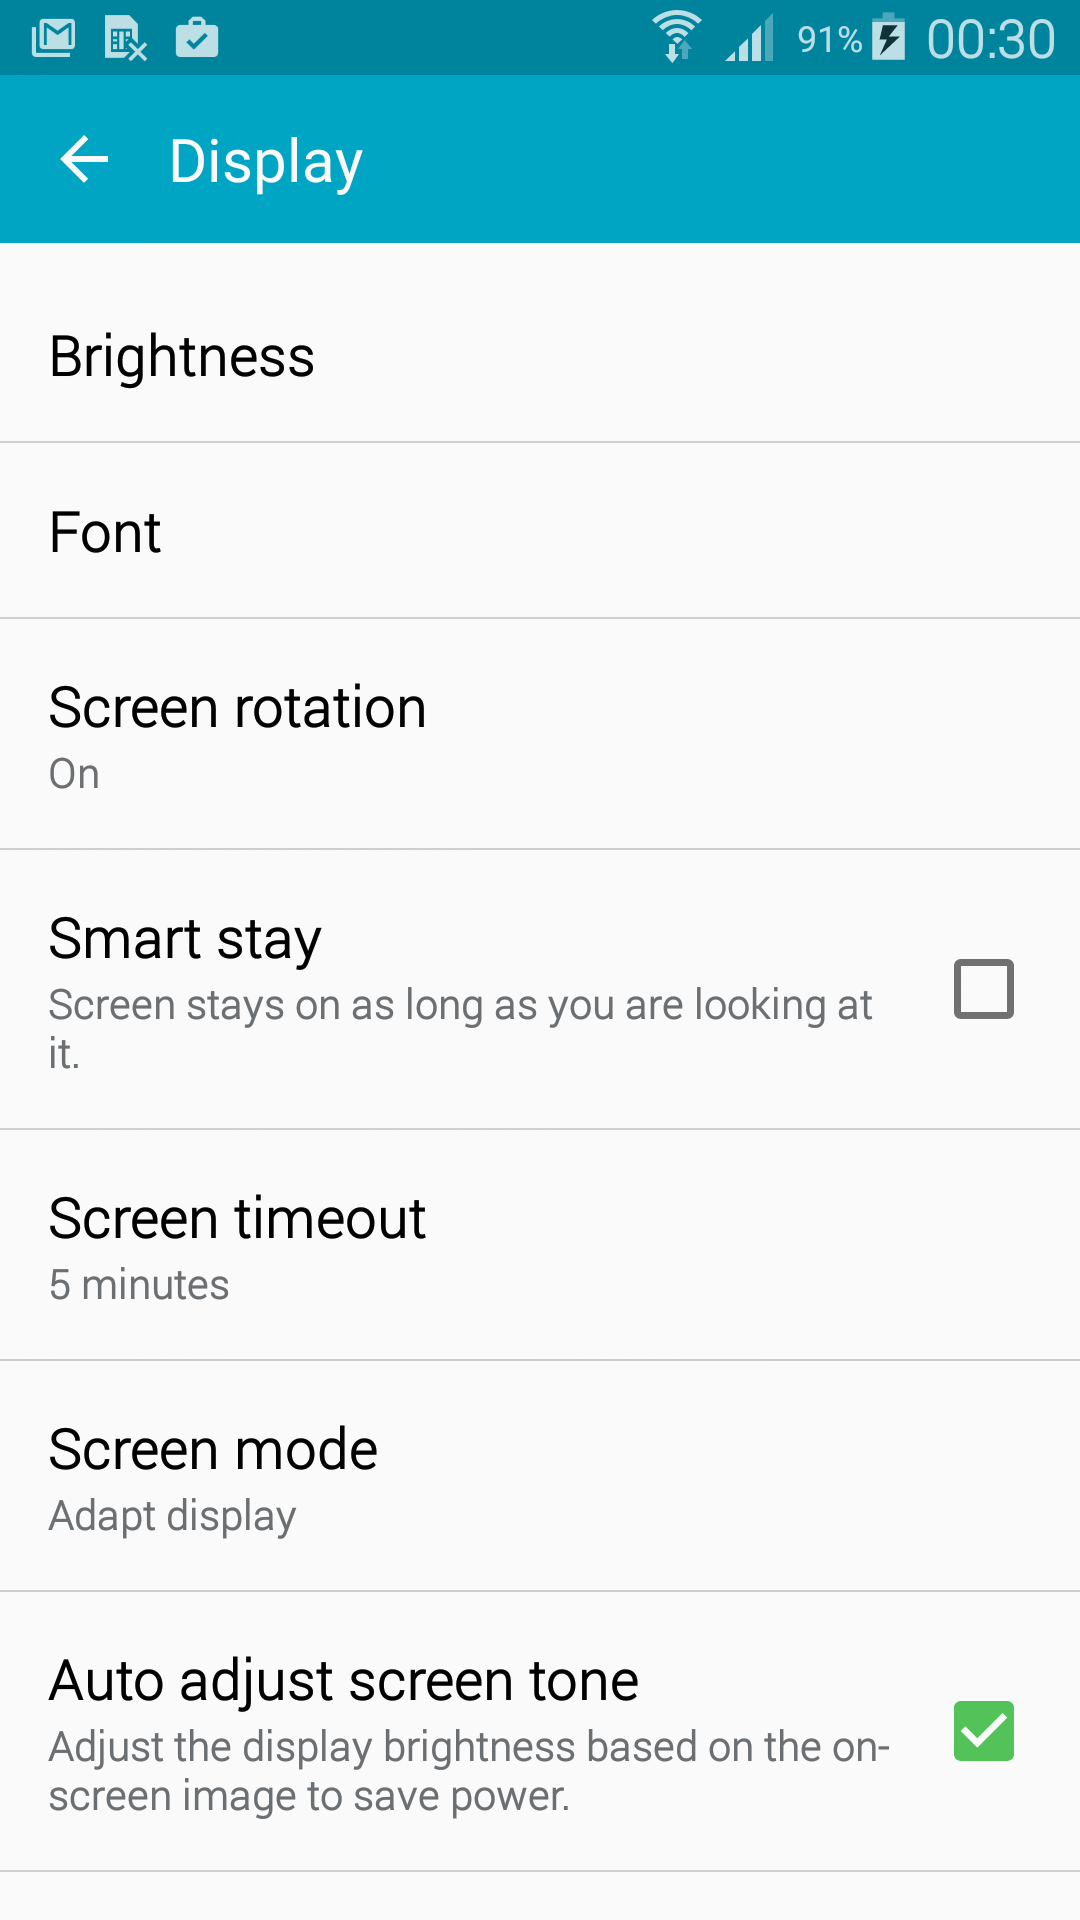 91% 00:30
Display
Brightness
Font
Screen rotation
On
Smart stay
Screen stays on as long as you are looking at
it.
Screen timeout
5 minutes
Screen mode
Adapt display
Auto adjust screen tone
Adjust the display brightness based on the on-
screen image to save power.